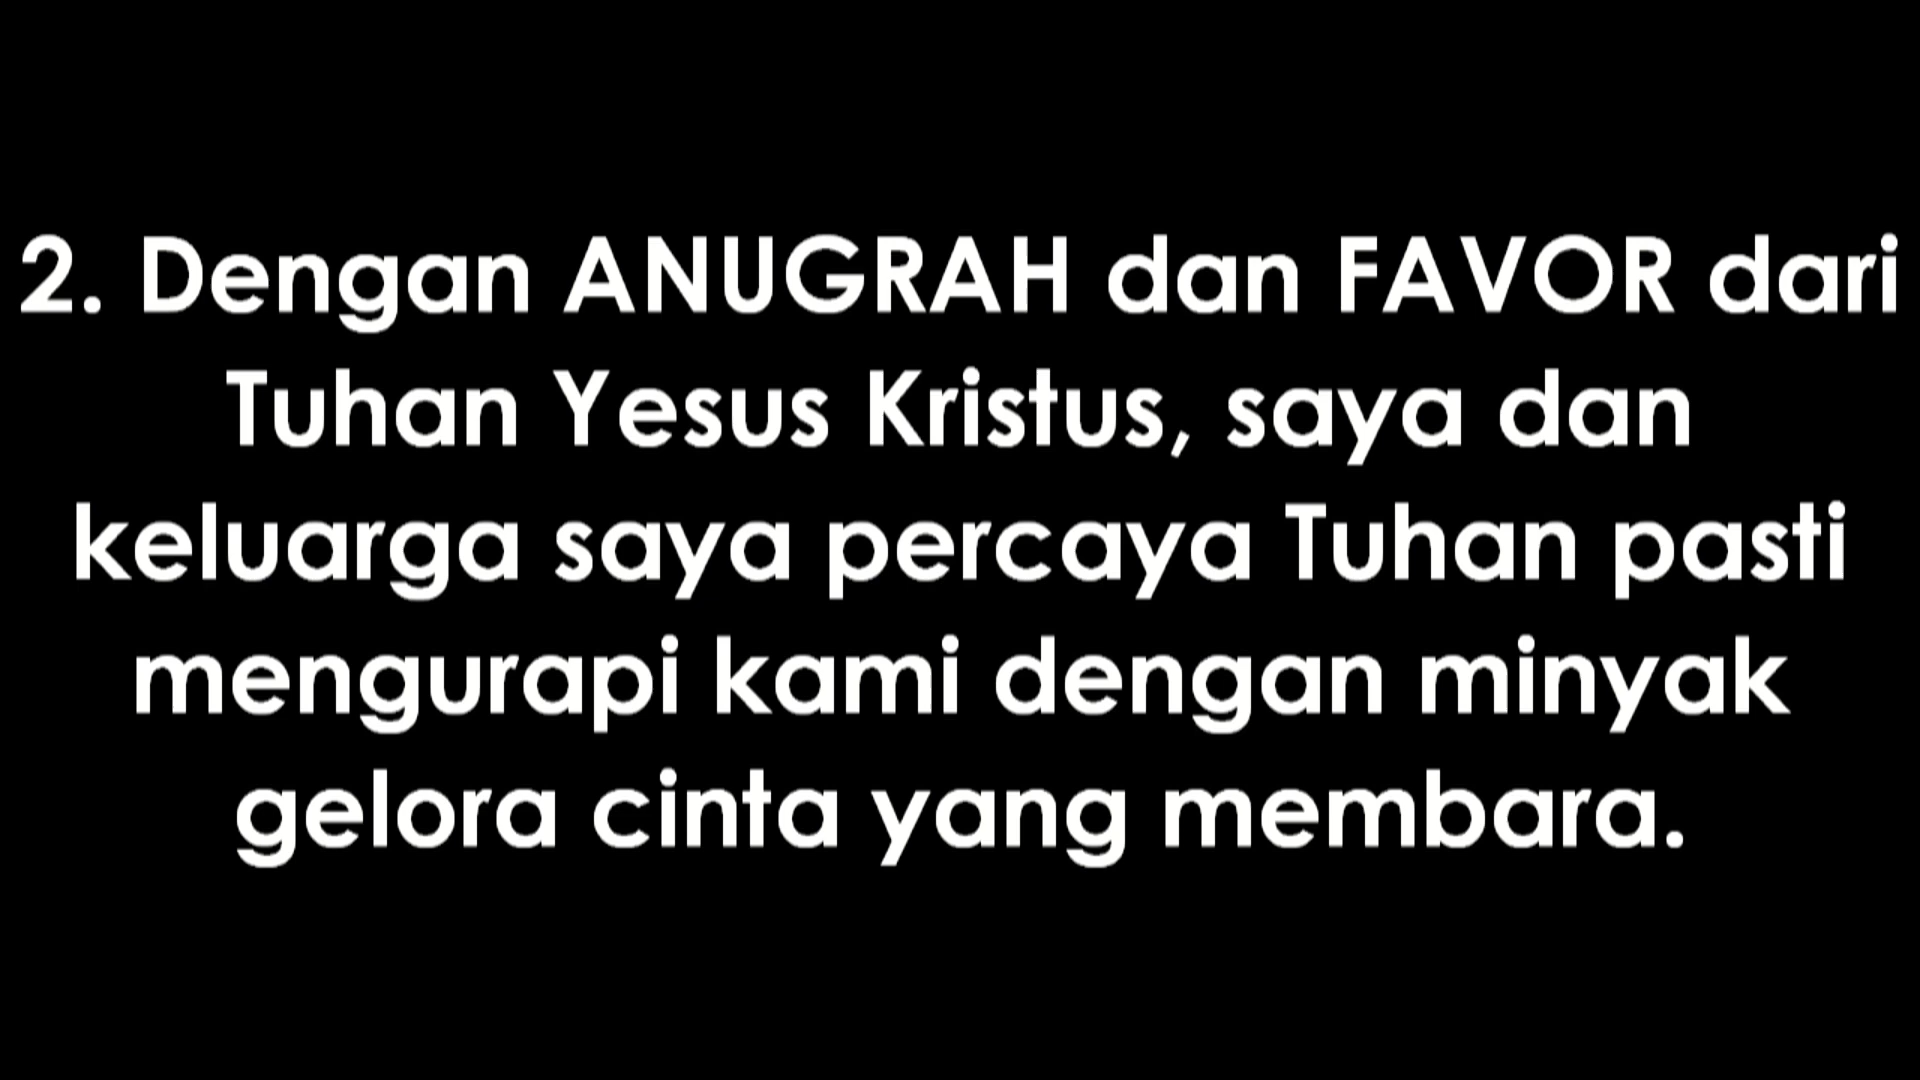 2. Dengan ANUGRAH dan FAVOR dari
Tuhan Yesus Kristus, saya dan
keluarga saya percaya Tuhan pasti
mengurapi kami dengan minyak
gelora cinta yang membara.